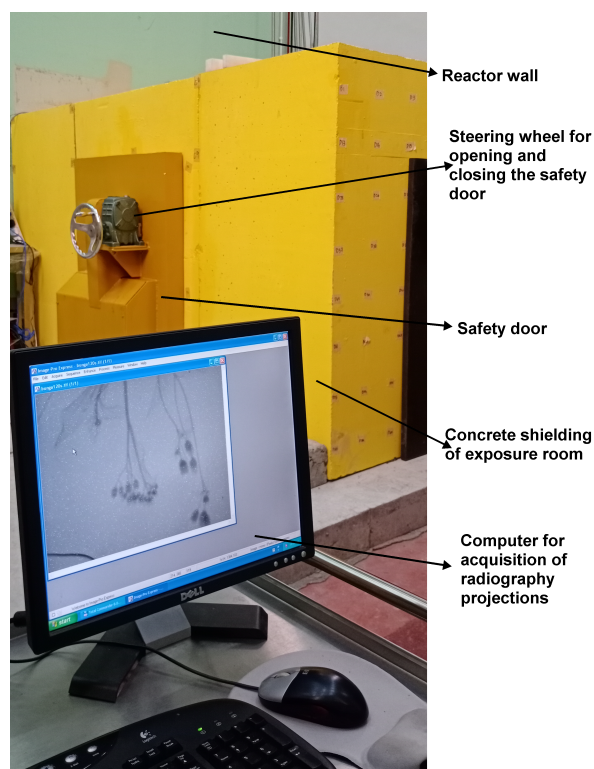 Reactor wall
Steering wheel for
opening and
closing the safety
door
Safety door
Concrete shielding
of exposure room
Computer for
acquisition of
radiography
projections
DELL
start
Logitech